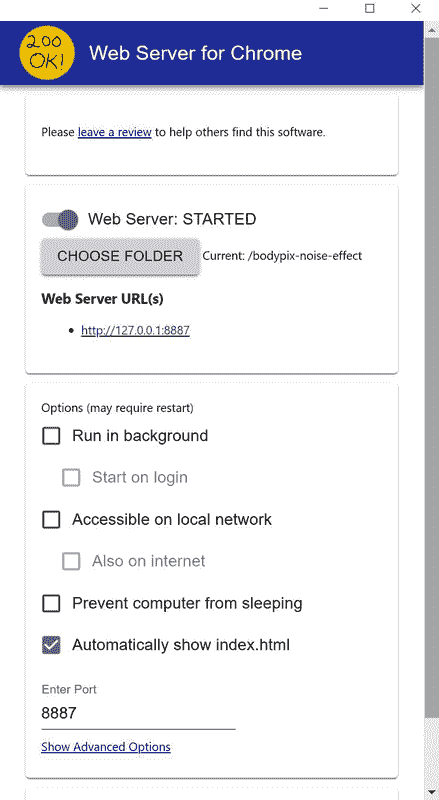 200
OK!
Web Server for Chrome
Please leave a review to help others find this software.
Web Server: STARTED
CHOOSE FOLDER Current: /bodypix-noise-effect
Web Server URL(s)
• http://127.0.0.1:8887
Options (may require restart)
Run in background
Start on login
Accessible on local network
Also on internet
Prevent computer from sleeping
Automatically show index.html
Enter Port
8887
Show Advanced Options